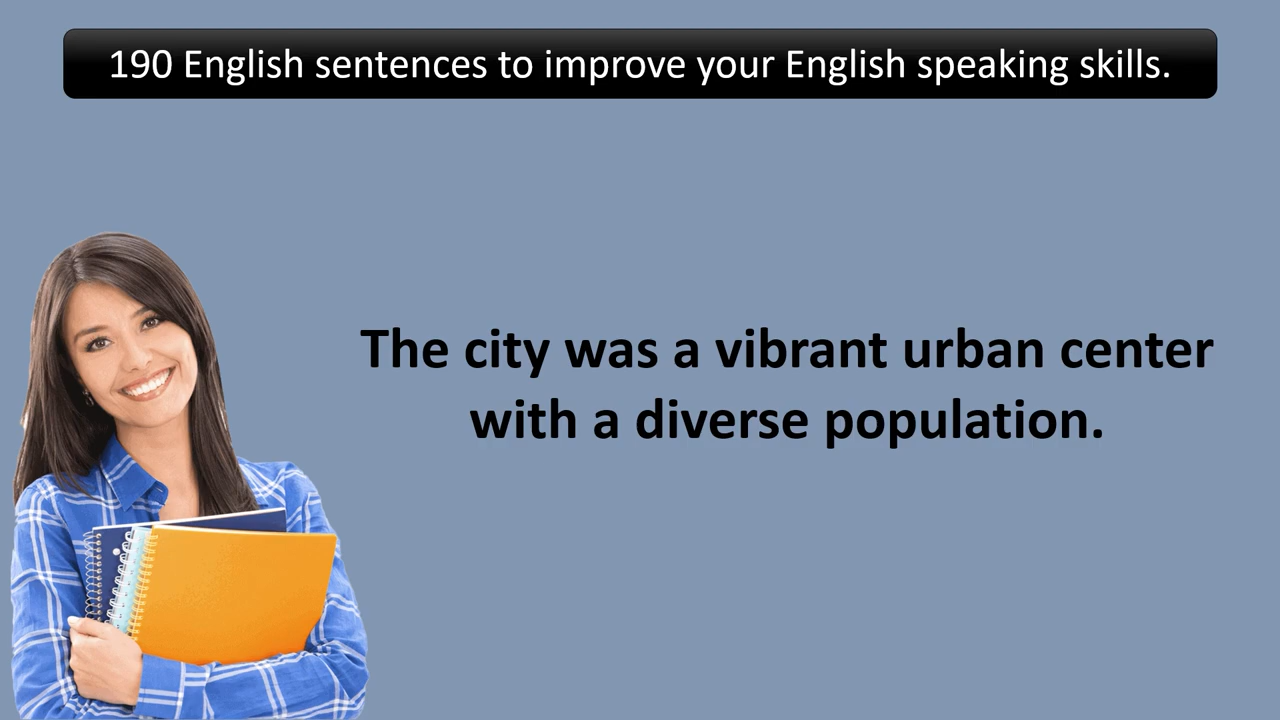 190 English sentences to improve your English speaking skills.
The city was a vibrant urban center
with a diverse population.